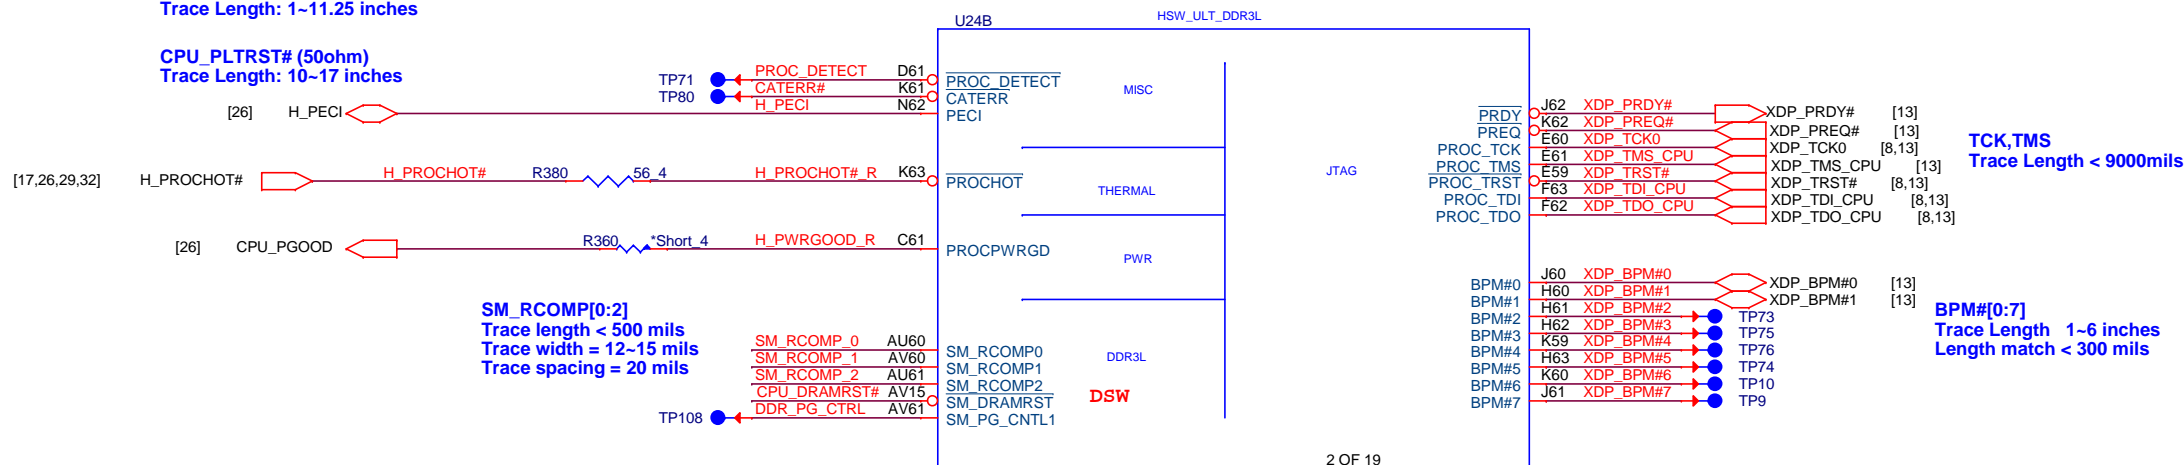 Trace Length: 1~11.25 inches
U24B
HSW_ULT_DDR3L
CPU_PLTRST# (50ohm)
Trace Length: 10~17 inches
TP71 PROC_DETECT D61 PROC_DETECT
TP80 CATERR# K61 CATERR
[26] H_PECI H_PECI N62 PECI
MISC
PRDY J62 XDP_PRDY# XDP_PRDY# [13]
PREQ K62 XDP_PREQ# XDP_PREQ# [13]
PROC_TCK E60 XDP_TCK0 XDP_TCK0 [8,13]
PROC_TMS E61 XDP_TMS_CPU XDP_TMS_CPU [13]
PROC_TRST E59 XDP_TRST# XDP_TRST# [8,13]
PROC_TDI F63 XDP_TDI_CPU XDP_TDI_CPU [8,13]
PROC_TDO F62 XDP_TDO_CPU XDP_TDO_CPU [8,13]
TCK,TMS
Trace Length < 9000mils
JTAG
[17,26,29,32] H_PROCHOT# H_PROCHOT# R380 56_4 H_PROCHOT#_R K63 PROCHOT
THERMAL
[26] CPU_PGOOD R360 *Short_4 H_PWRGOOD_R C61 PROCPWRGD
PWR
BPM#0 J60 XDP_BPM#0 XDP_BPM#0 [13]
BPM#1 H60 XDP_BPM#1 XDP_BPM#1 [13]
BPM#2 H61 XDP_BPM#2 TP73
BPM#3 H62 XDP_BPM#3 TP75
BPM#4 K59 XDP_BPM#4 TP76
BPM#5 H63 XDP_BPM#5 TP74
BPM#6 K60 XDP_BPM#6 TP10
BPM#7 J61 XDP_BPM#7 TP9
BPM#[0:7]
Trace Length 1~6 inches
Length match < 300 mils
SM_RCOMP[0:2]
Trace length < 500 mils
Trace width = 12~15 mils
Trace spacing = 20 mils
SM_RCOMP_0 AU60 SM_RCOMP0
SM_RCOMP_1 AV60 SM_RCOMP1
SM_RCOMP_2 AU61 SM_RCOMP2
CPU_DRAMRST# AV15 SM_DRAMRST
TP108 DDR_PG_CTRL AV61 SM_PG_CNTL1
DDR3L
DSW
2 OF 19